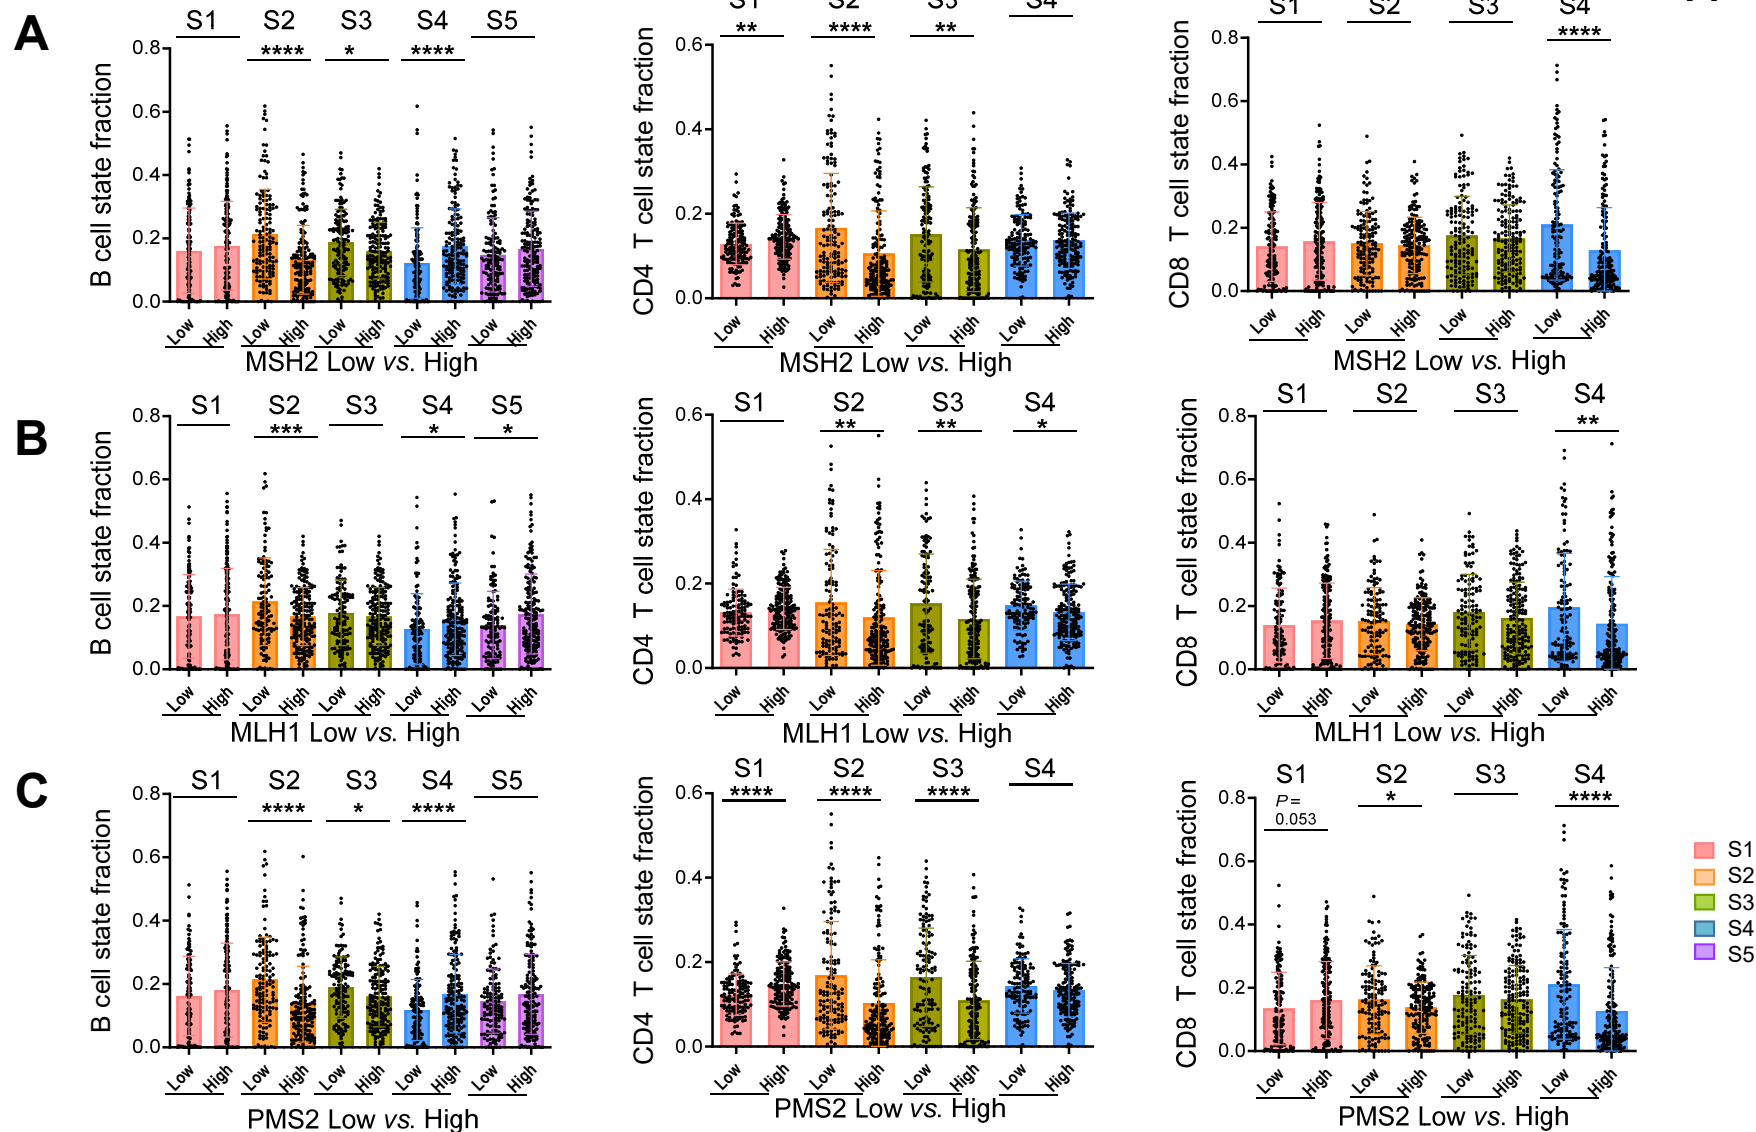 A
S1 S2 S3 S4 S5
**** * ****
B cell state fraction
0.8
0.6
0.4
0.2
0.0
Low High Low High Low High Low High Low High
MSH2 Low vs. High
S1 S2 S3 S4
** **** **
CD4 T cell state fraction
0.6
0.4
0.2
0.0
Low High Low High Low High Low High
MSH2 Low vs. High
S1 S2 S3 S4
****
CD8 T cell state fraction
0.8
0.6
0.4
0.2
0.0
Low High Low High Low High Low High
MSH2 Low vs. High
B
S1 S2 S3 S4 S5
*** * *
B cell state fraction
0.8
0.6
0.4
0.2
0.0
Low High Low High Low High Low High Low High
MLH1 Low vs. High
S1 S2 S3 S4
** ** *
CD4 T cell state fraction
0.6
0.4
0.2
0.0
Low High Low High Low High Low High
MLH1 Low vs. High
S1 S2 S3 S4
**
CD8 T cell state fraction
0.8
0.6
0.4
0.2
0.0
Low High Low High Low High Low High
MLH1 Low vs. High
C
S1 S2 S3 S4 S5
**** * ****
B cell state fraction
0.8
0.6
0.4
0.2
0.0
Low High Low High Low High Low High Low High
PMS2 Low vs. High
S1 S2 S3 S4
**** **** ****
CD4 T cell state fraction
0.6
0.4
0.2
0.0
Low High Low High Low High Low High
PMS2 Low vs. High
S1 S2 S3 S4
P =
0.053
* ****
CD8 T cell state fraction
0.8
0.6
0.4
0.2
0.0
Low High Low High Low High Low High
PMS2 Low vs. High
S1
S2
S3
S4
S5